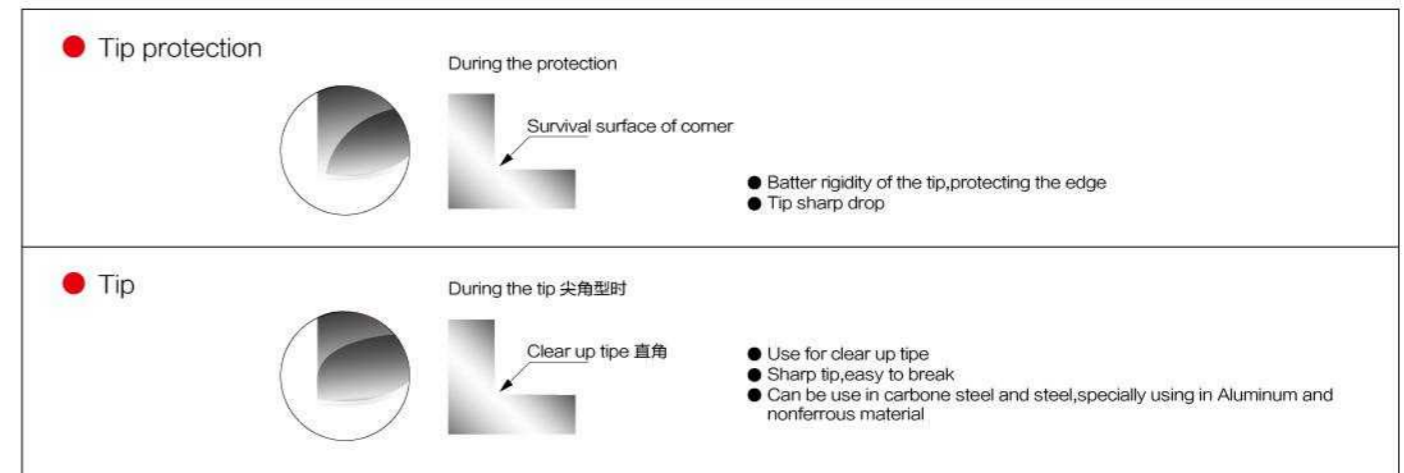 Tip protection
During the protection
Survival surface of corner
● Batter rigidity of the tip,protecting the edge
● Tip sharp drop
Tip
During the tip 尖角型时
Clear up tipe 直角
● Use for clear up tipe
● Sharp tip,easy to break
● Can be use in carbone steel and steel,specially using in Aluminum and
nonferrous material